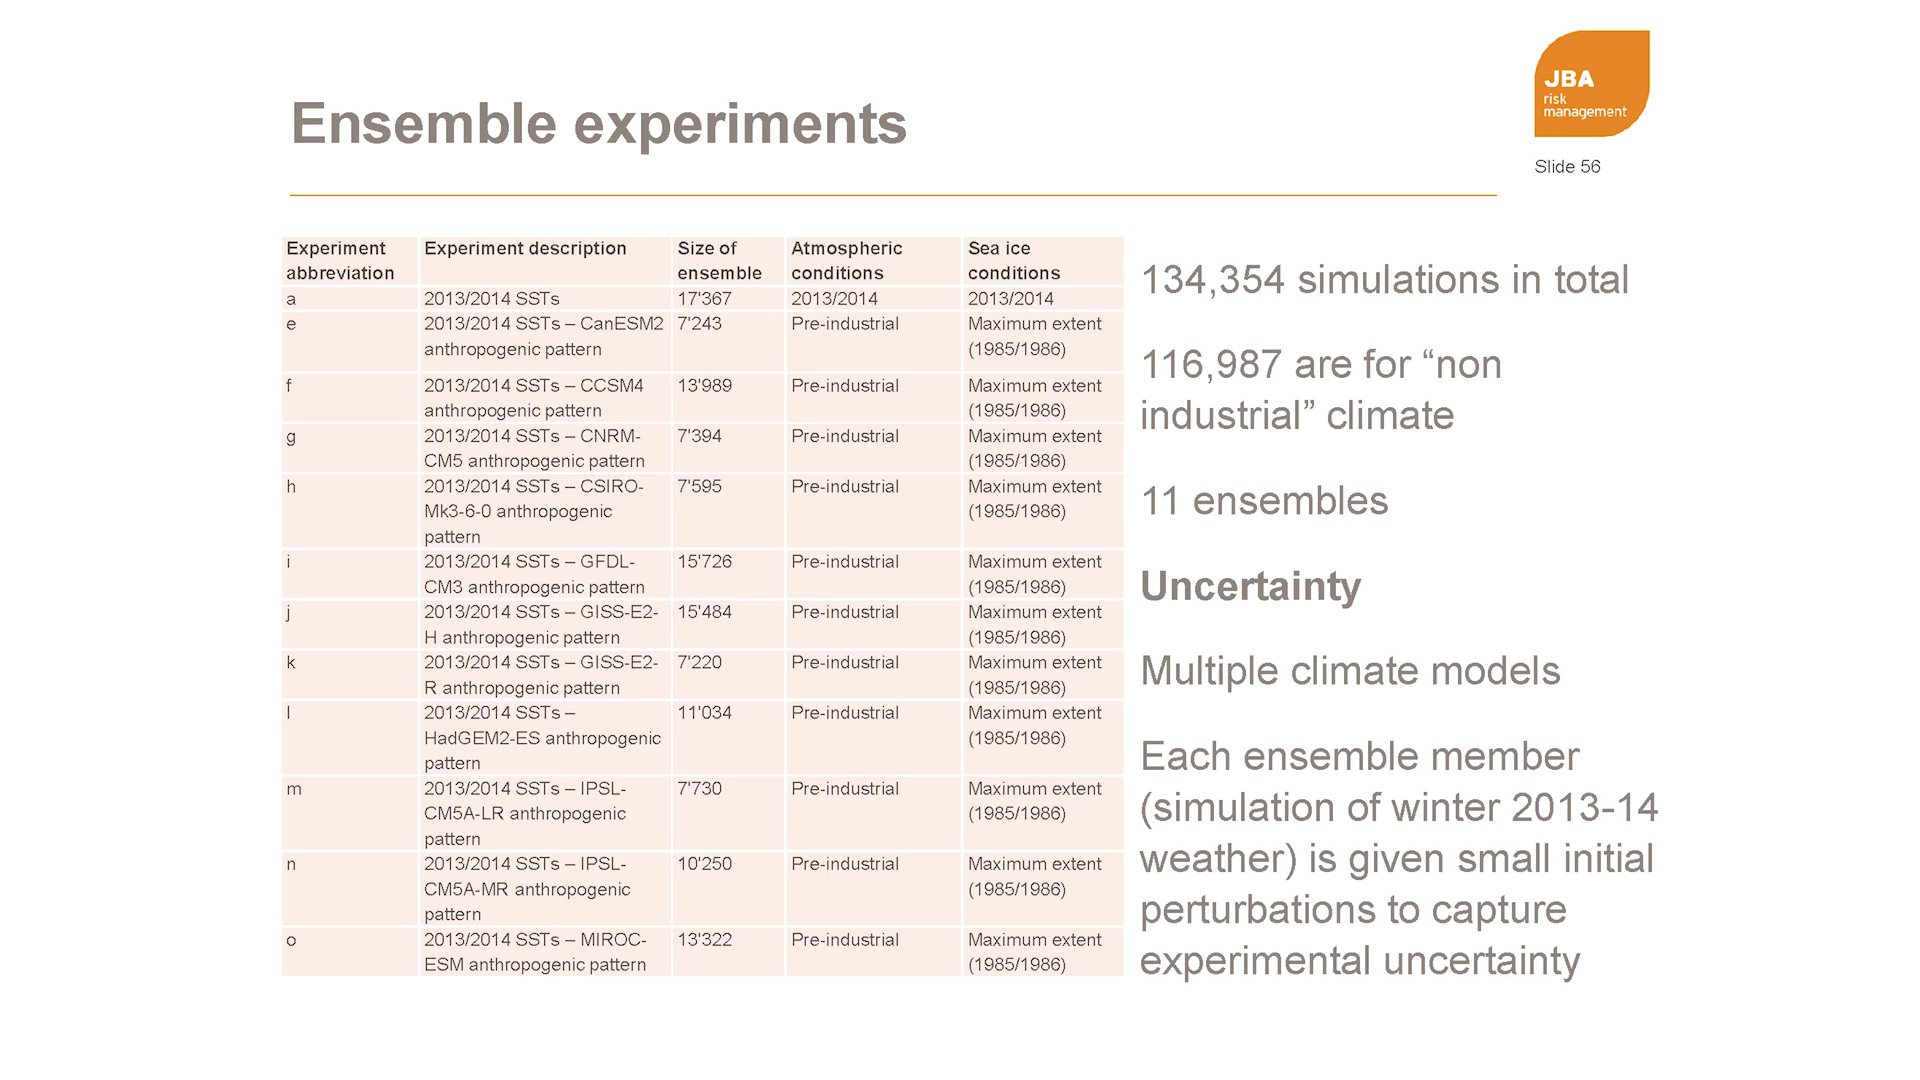 JBA
risk
management
Ensemble experiments
Slide 56
Experiment abbreviation | Experiment description | Size of ensemble | Atmospheric conditions | Sea ice conditions
a | 2013/2014 SSTs | 17'367 | 2013/2014 | 2013/2014
e | 2013/2014 SSTs – CanESM2 anthropogenic pattern | 7'243 | Pre-industrial | Maximum extent (1985/1986)
f | 2013/2014 SSTs – CCSM4 anthropogenic pattern | 13'989 | Pre-industrial | Maximum extent (1985/1986)
g | 2013/2014 SSTs – CNRM-CM5 anthropogenic pattern | 7'394 | Pre-industrial | Maximum extent (1985/1986)
h | 2013/2014 SSTs – CSIRO-Mk3-6-0 anthropogenic pattern | 7'595 | Pre-industrial | Maximum extent (1985/1986)
i | 2013/2014 SSTs – GFDL-CM3 anthropogenic pattern | 15'726 | Pre-industrial | Maximum extent (1985/1986)
j | 2013/2014 SSTs – GISS-E2-H anthropogenic pattern | 15'484 | Pre-industrial | Maximum extent (1985/1986)
k | 2013/2014 SSTs – GISS-E2-R anthropogenic pattern | 7'220 | Pre-industrial | Maximum extent (1985/1986)
l | 2013/2014 SSTs – HadGEM2-ES anthropogenic pattern | 11'034 | Pre-industrial | Maximum extent (1985/1986)
m | 2013/2014 SSTs – IPSL-CM5A-LR anthropogenic pattern | 7'730 | Pre-industrial | Maximum extent (1985/1986)
n | 2013/2014 SSTs – IPSL-CM5A-MR anthropogenic pattern | 10'250 | Pre-industrial | Maximum extent (1985/1986)
o | 2013/2014 SSTs – MIROC-ESM anthropogenic pattern | 13'322 | Pre-industrial | Maximum extent (1985/1986)
134,354 simulations in total
116,987 are for “non
industrial” climate
11 ensembles
Uncertainty
Multiple climate models
Each ensemble member
(simulation of winter 2013-14
weather) is given small initial
perturbations to capture
experimental uncertainty